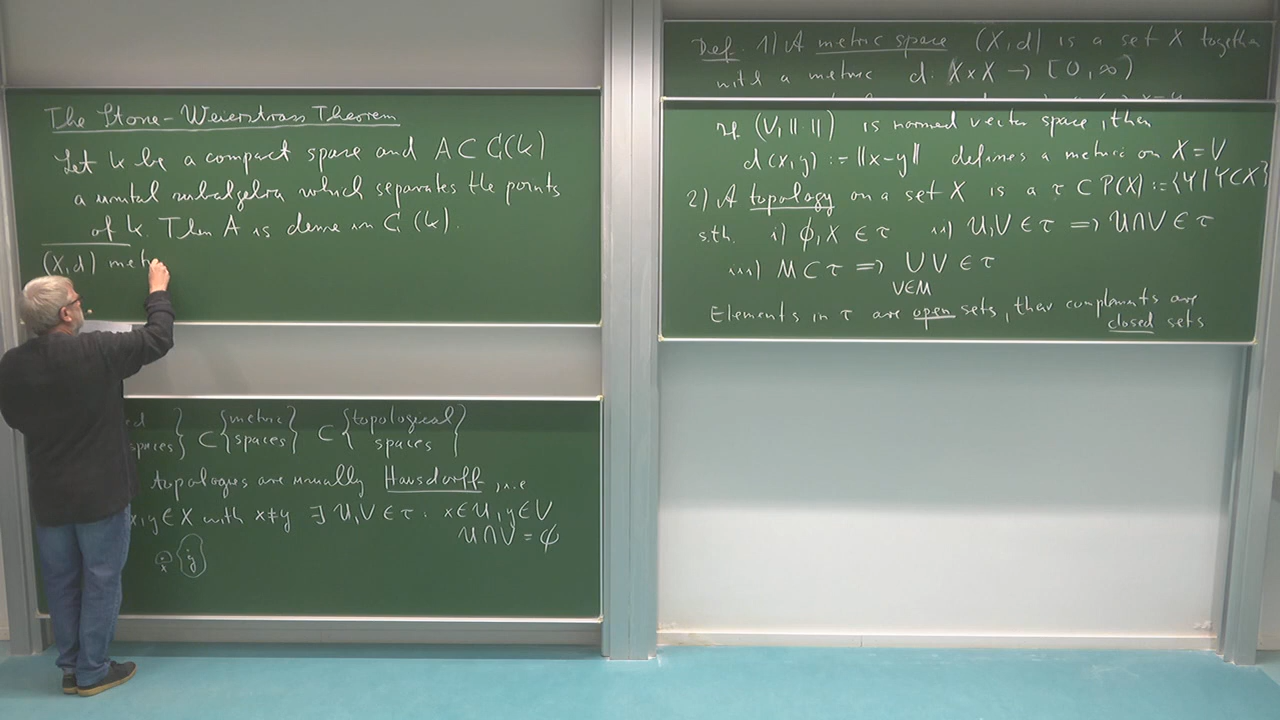 The Stone-Weierstrass Theorem
Let K be a compact space and A ⊂ C(K)
a unital subalgebra which separates the points
of K. Then A is dense in C(K).
(X,d) metr
spaces} ⊂ {metric spaces} ⊂ {topological spaces}
topologies are usually Hausdorff, i.e
x,y ∈ X with x≠y ∃ U,V ∈ τ: x∈U, y∈V
U∩V = ϕ
x y
Def. 1) A metric space (X,d) is a set X together
with a metric d: X×X → [0,∞)
If (V,||·||) is normed vector space, then
d(x,y) := ||x-y|| defines a metric on X=V
2) A topology on a set X is a τ ⊂ P(X) := {Y | Y⊂X}
s.th. i) ϕ, X ∈ τ ii) U,V ∈ τ ⟹ U∩V ∈ τ
iii) M ⊂ τ ⟹ ∪ V ∈ τ
V∈M
Elements in τ are open sets, their complements are
closed sets